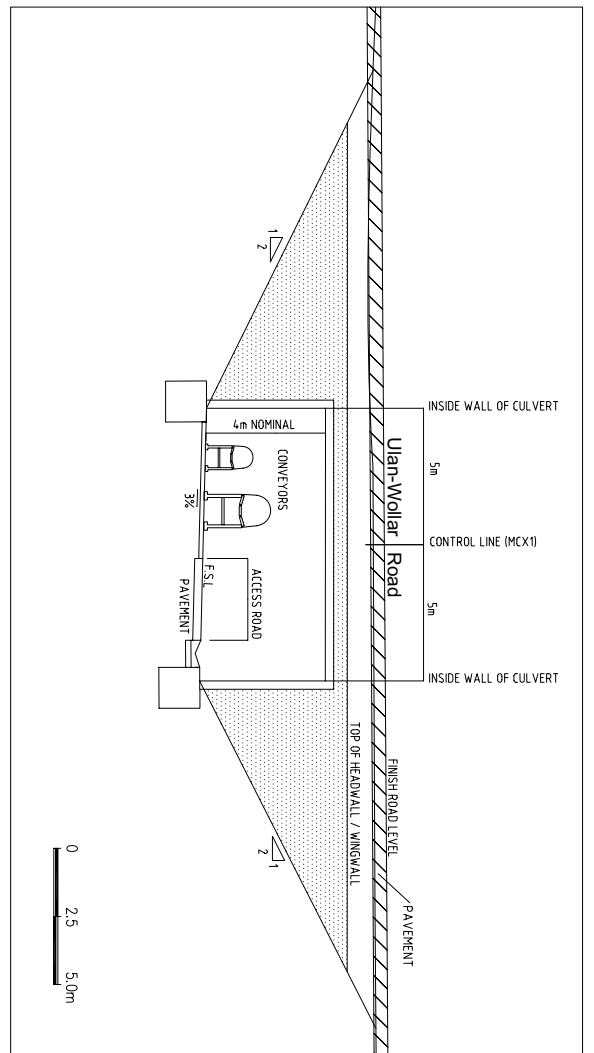 INSIDE WALL OF CULVERT
5m
CONTROL LINE (MCX1)
5m
INSIDE WALL OF CULVERT
Ulan-Wollar Road
FINISH ROAD LEVEL
PAVEMENT
TOP OF HEADWALL / WINGWALL
4m NOMINAL
CONVEYORS
3%
ACCESS ROAD
F.S.L
PAVEMENT
1
2
1
2
0
2.5
5.0m